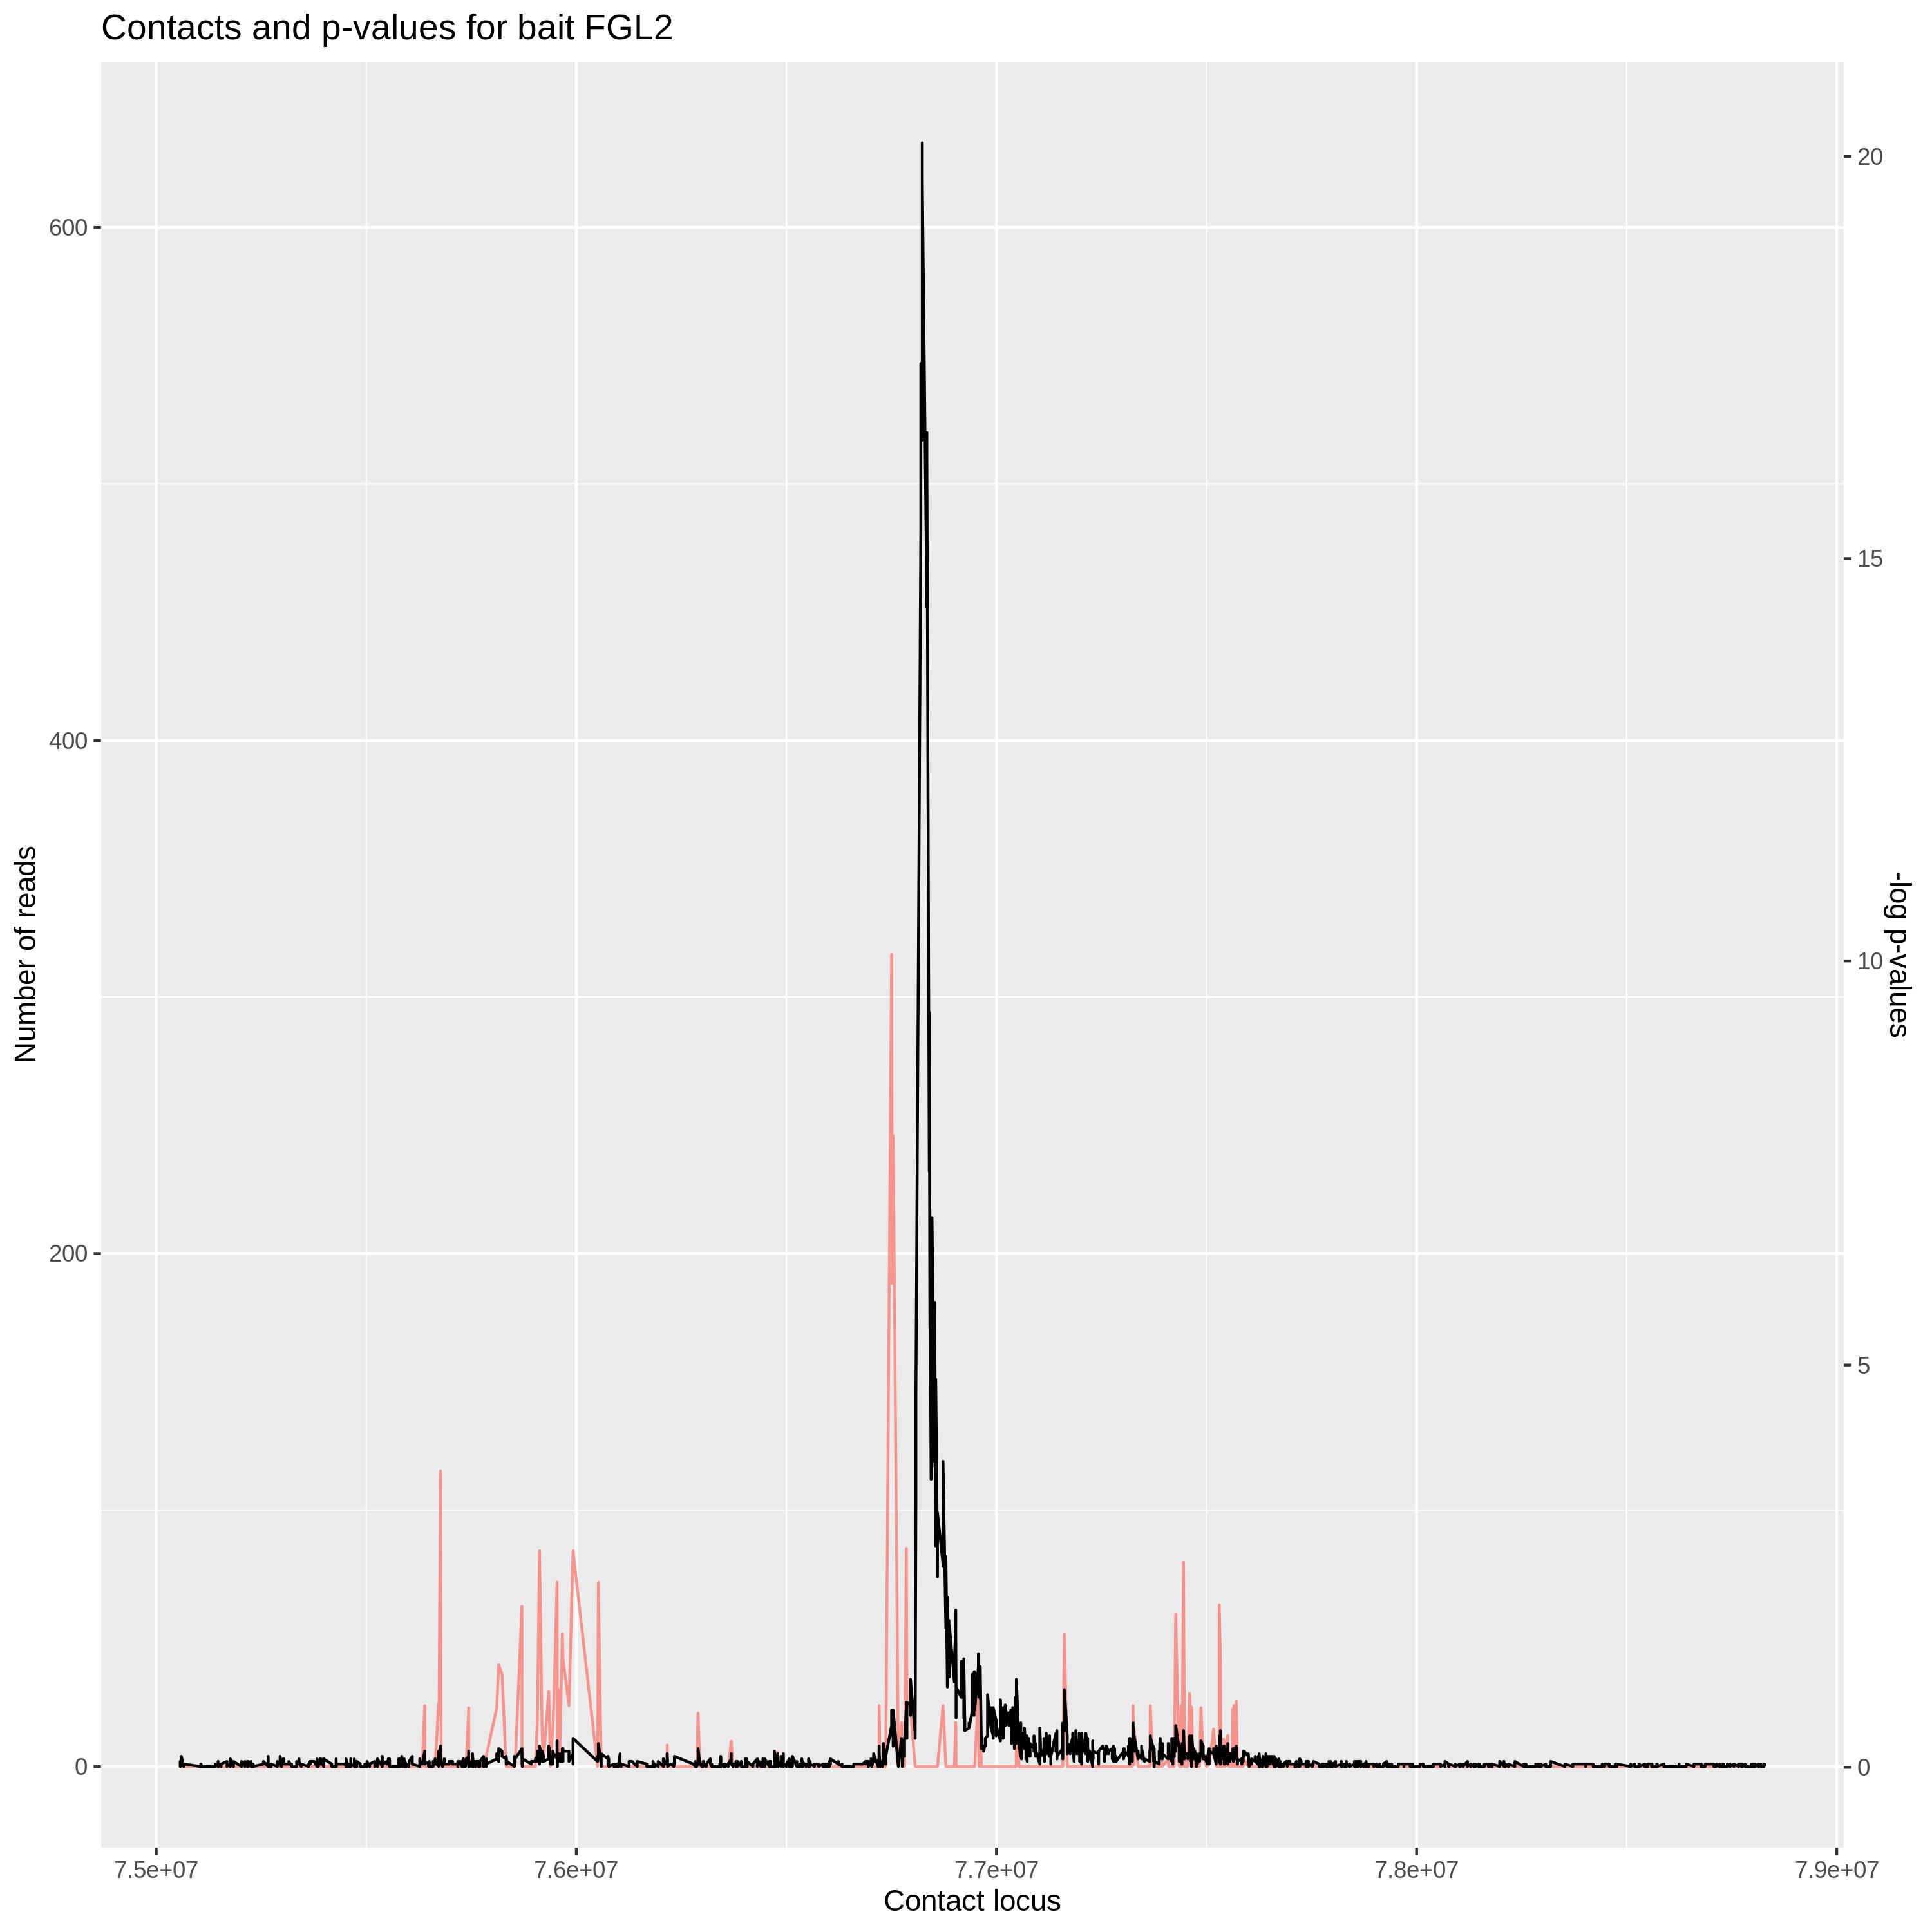 Contacts and p-values for bait FGL2
Number of reads
600
400
200
0
20
15
10
5
0
-log p-values
7.5e+07
7.6e+07
7.7e+07
7.8e+07
7.9e+07
Contact locus